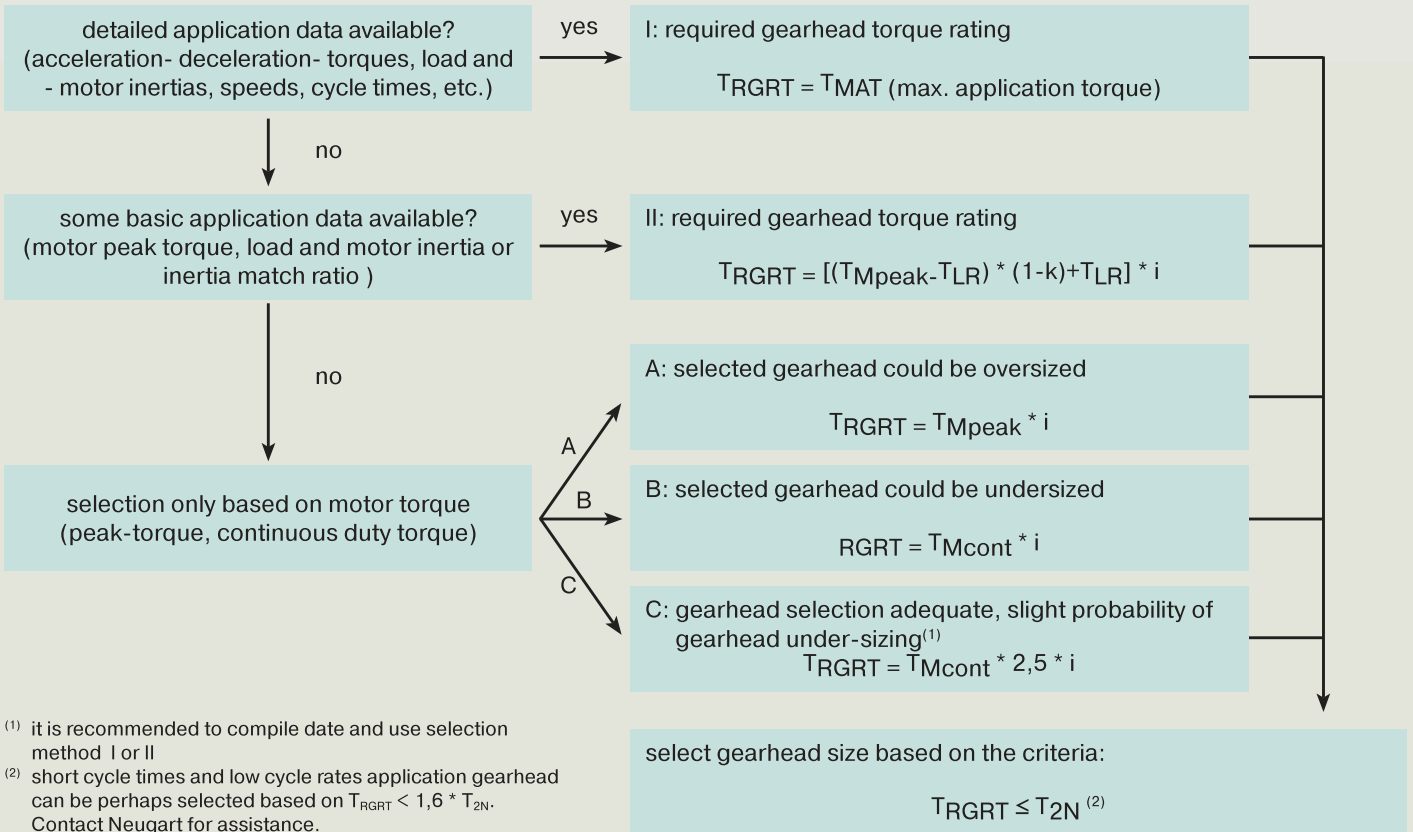 detailed application data available?
(acceleration- deceleration- torques, load and
- motor inertias, speeds, cycle times, etc.)
yes
I: required gearhead torque rating
TRGRT = TMAT (max. application torque)
no
some basic application data available?
(motor peak torque, load and motor inertia or
inertia match ratio )
yes
II: required gearhead torque rating
TRGRT = [(TMpeak-TLR) * (1-k)+TLR] * i
no
selection only based on motor torque
(peak-torque, continuous duty torque)
A
A: selected gearhead could be oversized
TRGRT = TMpeak * i
B
B: selected gearhead could be undersized
RGRT = TMcont * i
C
C: gearhead selection adequate, slight probability of
gearhead under-sizing(1)
TRGRT = TMcont * 2,5 * i
(1) it is recommended to compile date and use selection
method I or II
(2) short cycle times and low cycle rates application gearhead
can be perhaps selected based on TRGRT < 1,6 * T2N.
Contact Neugart for assistance.
select gearhead size based on the criteria:
TRGRT ≤ T2N (2)